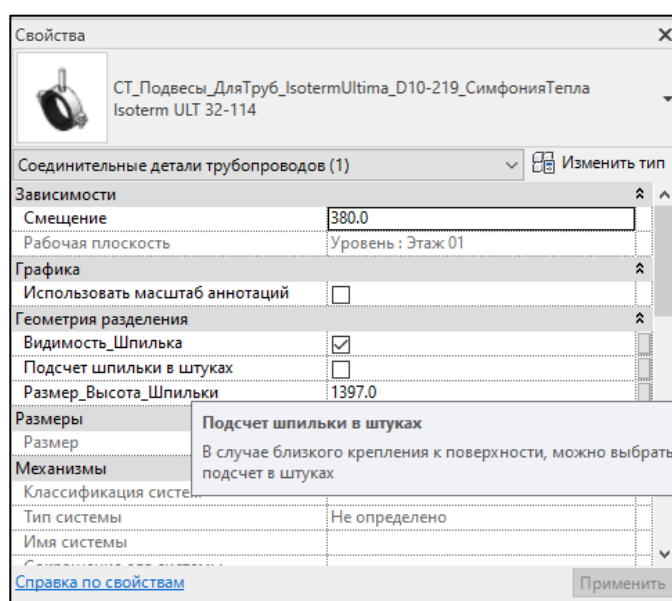 Свойства
СТ_Подвесы_ДляТруб_IsotermUltima_D10-219_СимфонияТепла
Isoterm ULT 32-114
Соединительные детали трубопроводов (1)
Изменить тип
Зависимости
Смещение 380.0
Рабочая плоскость Уровень : Этаж 01
Графика
Использовать масштаб аннотаций
Геометрия разделения
Видимость_Шпилька
Подсчет шпильки в штуках
Размер_Высота_Шпильки 1397.0
Размеры
Размер
Подсчет шпильки в штуках
В случае близкого крепления к поверхности, можно выбрать
подсчет в штуках
Механизмы
Классификация систе
Тип системы Не определено
Имя системы
Справка по свойствам
Применить